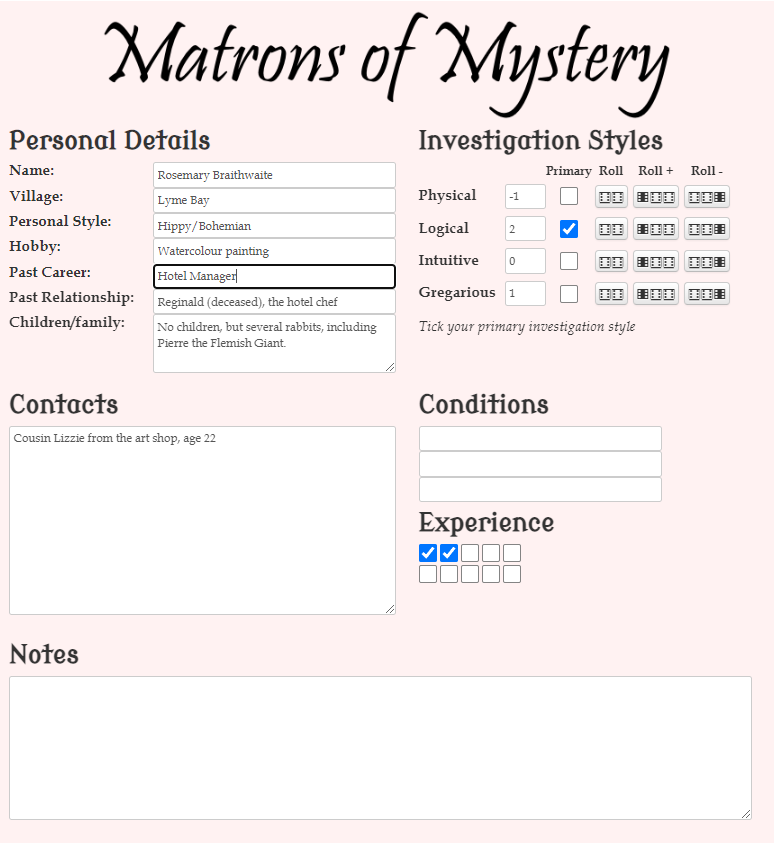 Matrons of Mystery
Personal Details
Name: Rosemary Braithwaite
Village: Lyme Bay
Personal Style: Hippy/Bohemian
Hobby: Watercolour painting
Past Career: Hotel Manager
Past Relationship: Reginald (deceased), the hotel chef
Children/family: No children, but several rabbits, including
Pierre the Flemish Giant.
Investigation Styles
Primary Roll Roll + Roll -
Physical -1
Logical 2
Intuitive 0
Gregarious 1
Tick your primary investigation style
Contacts
Cousin Lizzie from the art shop, age 22
Conditions
Experience
Notes